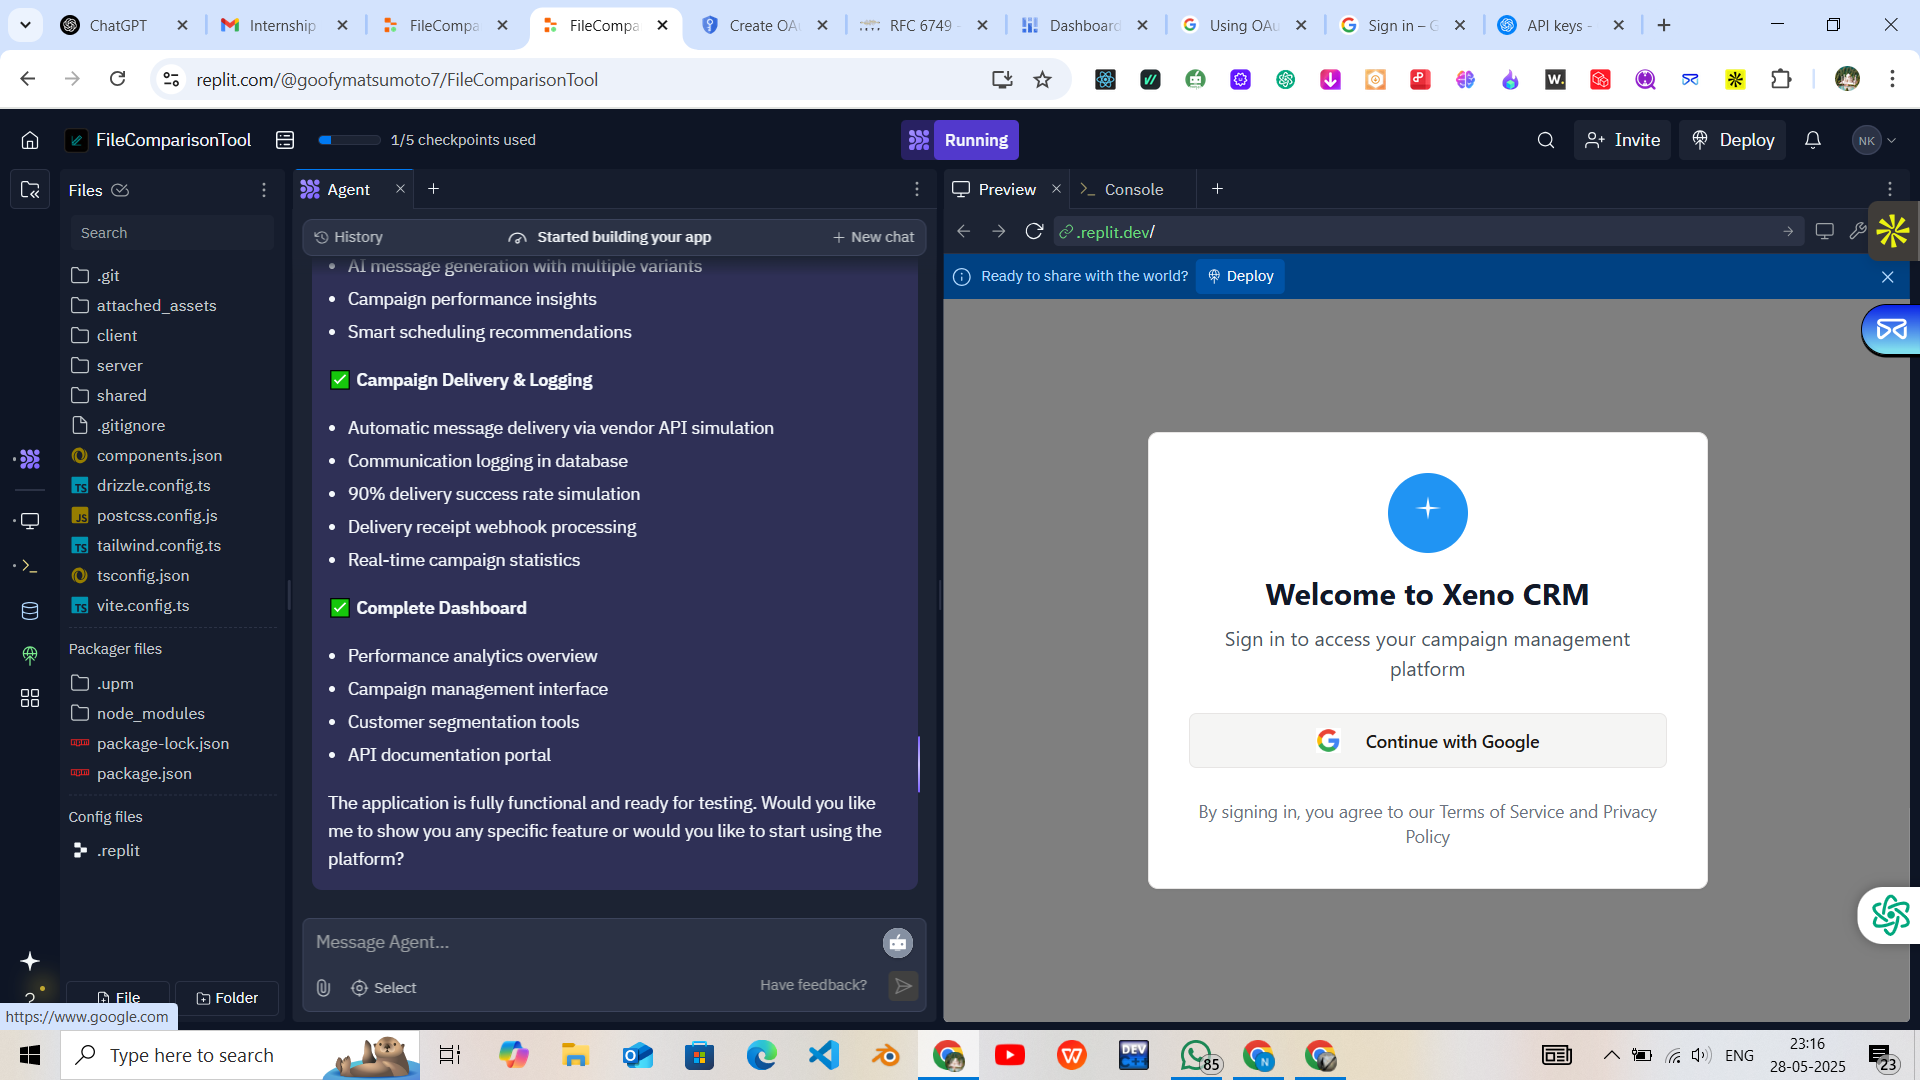 ChatGPT
Internship
FileCompa
FileCompa
Create OAu
RFC 6749
Dashboard
Using OAu
Sign in – G
API keys -
replit.com/@goofymatsumoto7/FileComparisonTool
FileComparisonTool
1/5 checkpoints used
Running
Invite
Deploy
NK
Files
Search
.git
attached_assets
client
server
shared
.gitignore
components.json
drizzle.config.ts
postcss.config.js
tailwind.config.ts
tsconfig.json
vite.config.ts
Packager files
.upm
node_modules
package-lock.json
package.json
Config files
.replit
File
Folder
https://www.google.com
Agent
History
Started building your app
New chat
AI message generation with multiple variants
Campaign performance insights
Smart scheduling recommendations
✅ Campaign Delivery & Logging
Automatic message delivery via vendor API simulation
Communication logging in database
90% delivery success rate simulation
Delivery receipt webhook processing
Real-time campaign statistics
✅ Complete Dashboard
Performance analytics overview
Campaign management interface
Customer segmentation tools
API documentation portal
The application is fully functional and ready for testing. Would you like
me to show you any specific feature or would you like to start using the
platform?
Message Agent...
Select
Have feedback?
Preview
Console
.replit.dev/
Ready to share with the world?
Deploy
Welcome to Xeno CRM
Sign in to access your campaign management
platform
Continue with Google
By signing in, you agree to our Terms of Service and Privacy
Policy
Type here to search
DEV
C++
85
N
ENG
23:16
28-05-2025
23